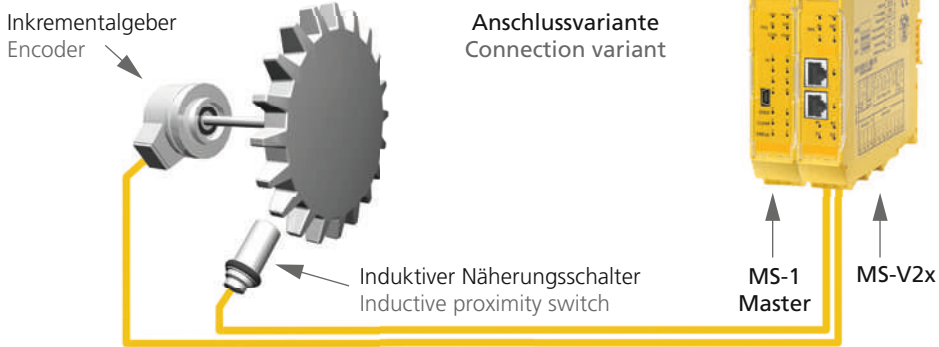 Inkrementalgeber
Encoder
Anschlussvariante
Connection variant
Induktiver Näherungsschalter
Inductive proximity switch
MS-1
Master
MS-V2x